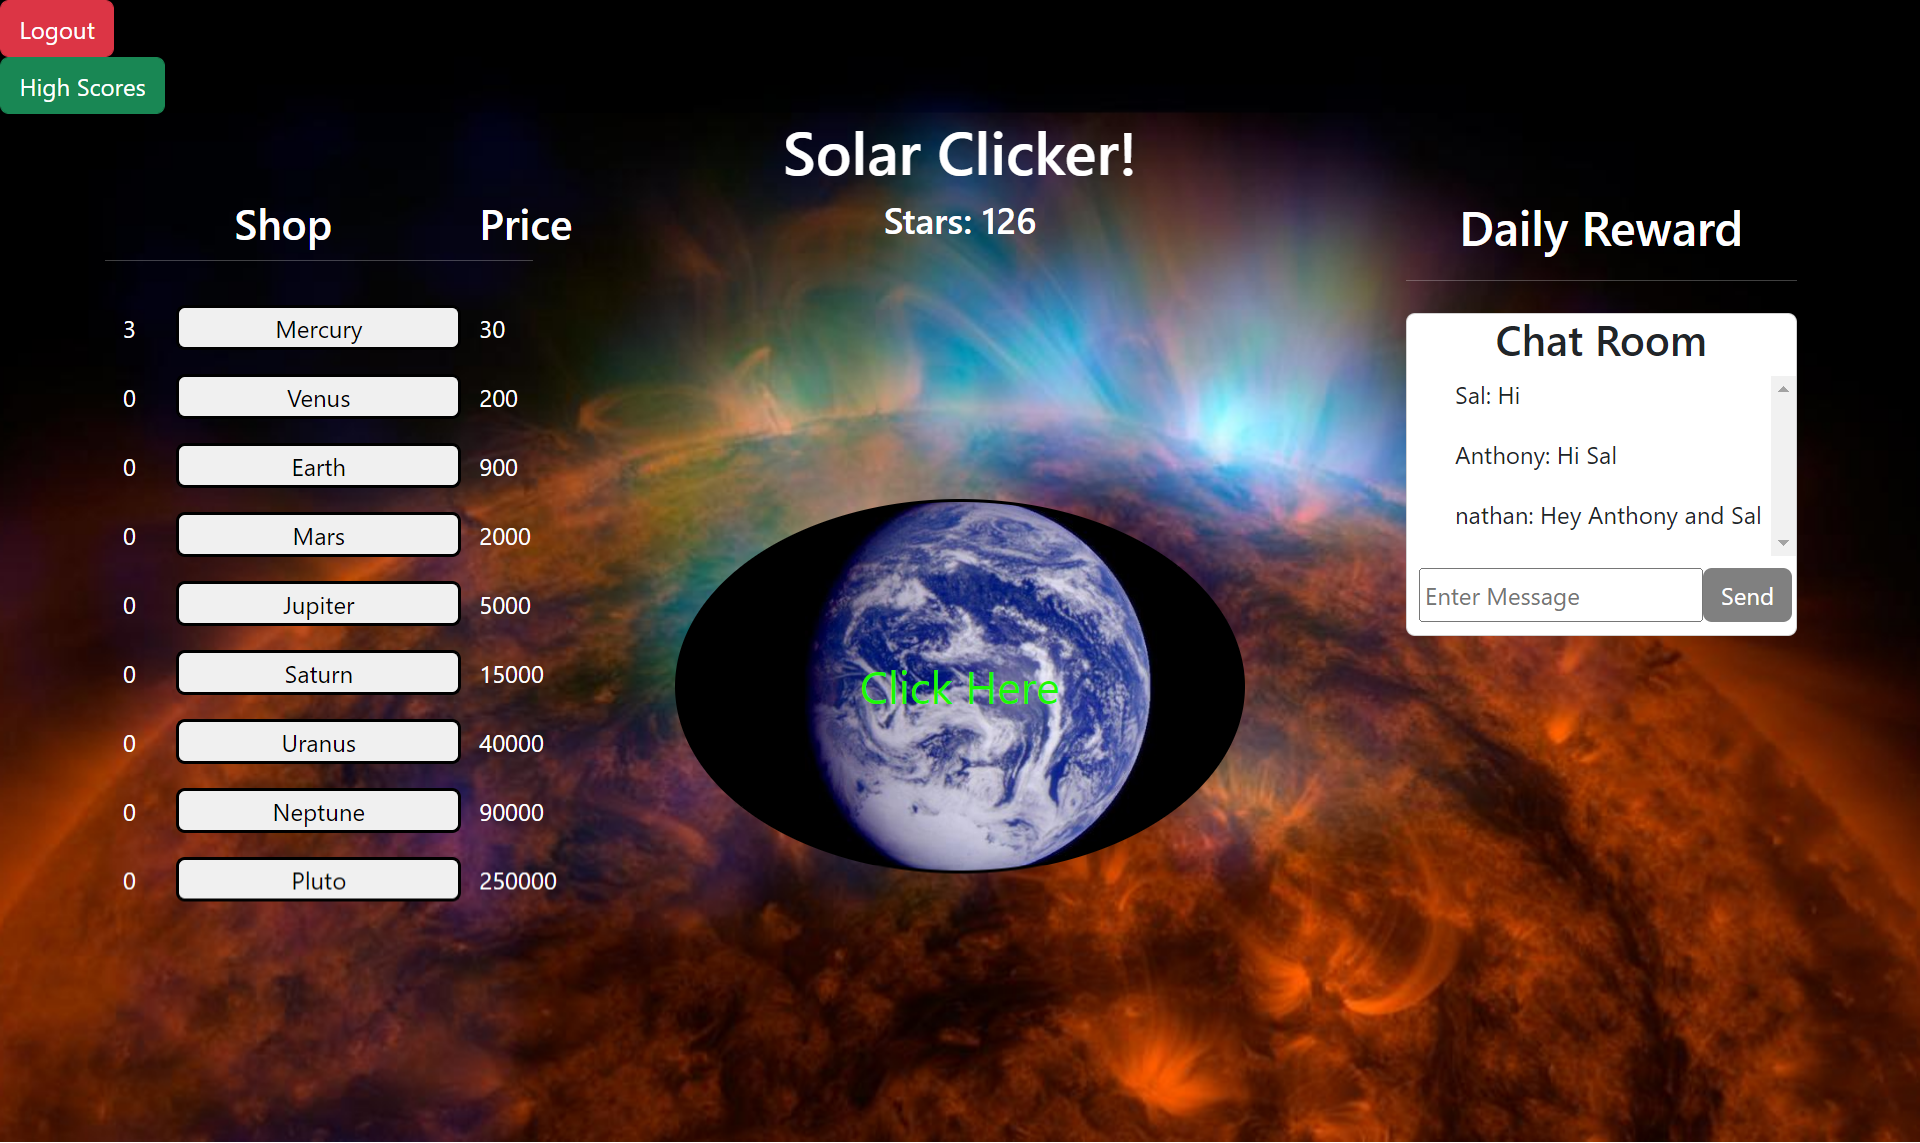 Logout
High Scores
Solar Clicker!
Stars: 126
Shop Price
3 Mercury 30
0 Venus 200
0 Earth 900
0 Mars 2000
0 Jupiter 5000
0 Saturn 15000
0 Uranus 40000
0 Neptune 90000
0 Pluto 250000
Click Here
Daily Reward
Chat Room
Sal: Hi
Anthony: Hi Sal
nathan: Hey Anthony and Sal
Enter Message Send